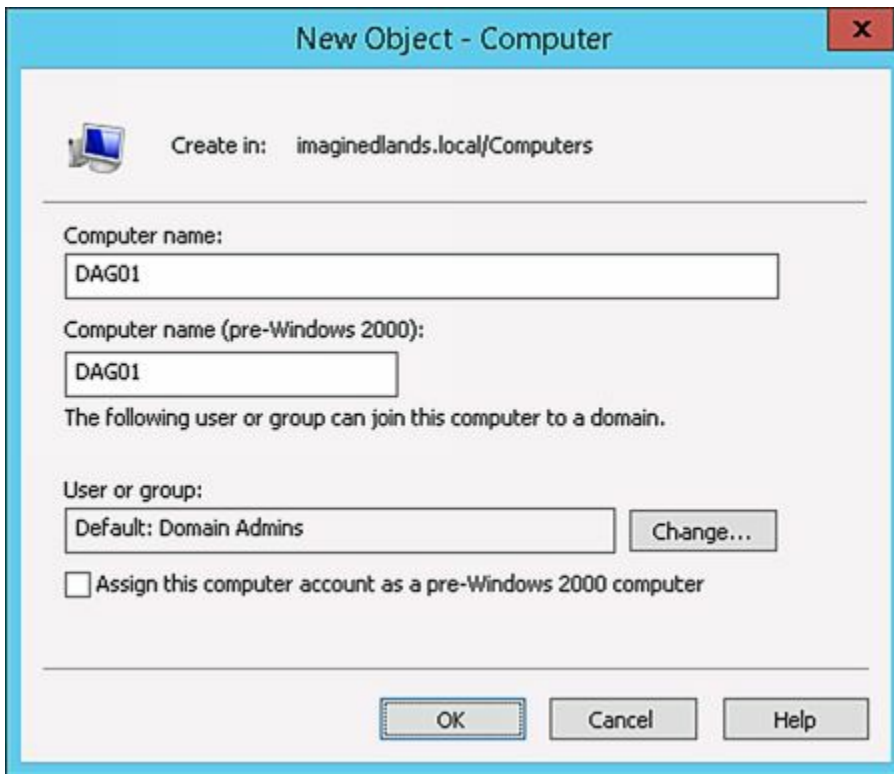 New Object - Computer
x
Create in: imaginedlands.local/Computers
Computer name:
DAG01
Computer name (pre-Windows 2000):
DAG01
The following user or group can join this computer to a domain.
User or group:
Default: Domain Admins
Change...
Assign this computer account as a pre-Windows 2000 computer
OK Cancel Help